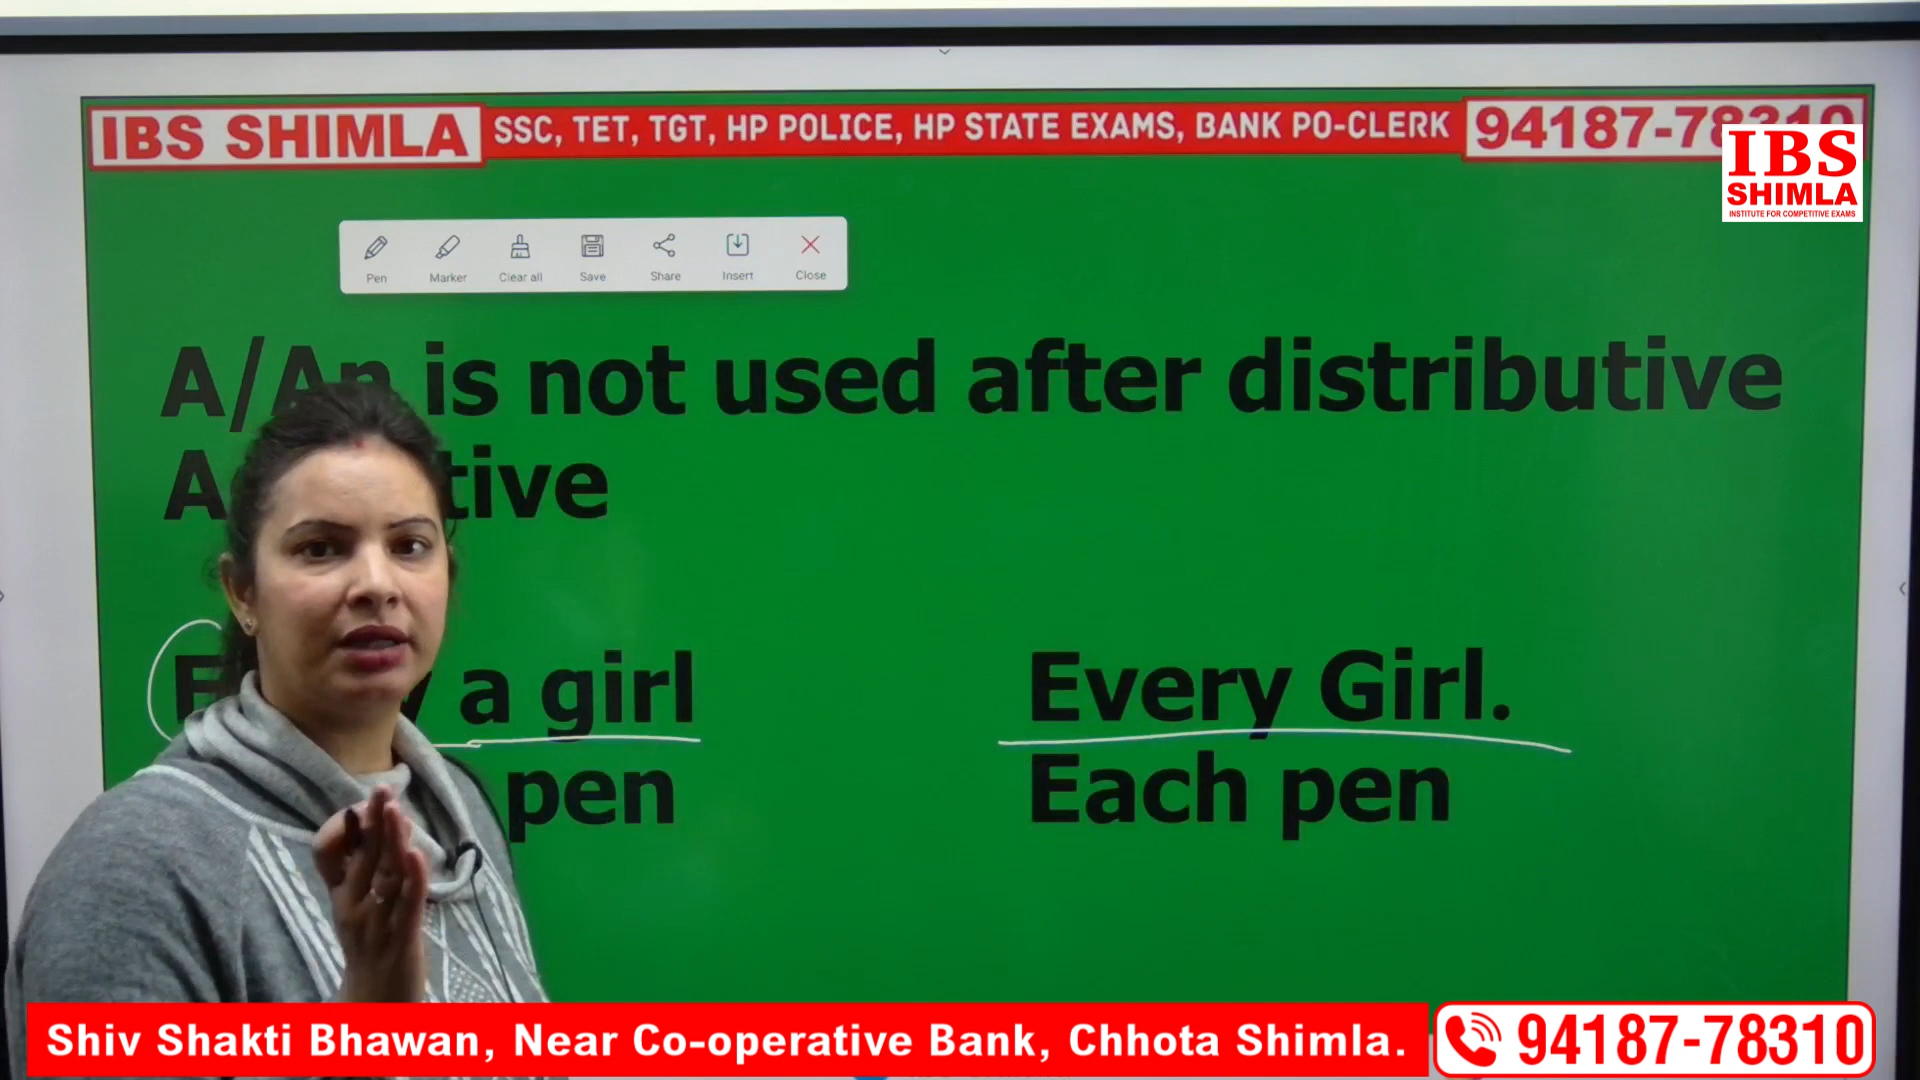 IBS SHIMLA SSC, TET, TGT, HP POLICE, HP STATE EXAMS, BANK PO-CLERK 94187-78310
IBS
SHIMLA
INSTITUTE FOR COMPETITIVE EXAMS
Pen Marker Clear all Save Share Insert Close
A/An is not used after distributive
a girl Every Girl.
pen Each pen
Shiv Shakti Bhawan, Near Co-operative Bank, Chhota Shimla. 94187-78310